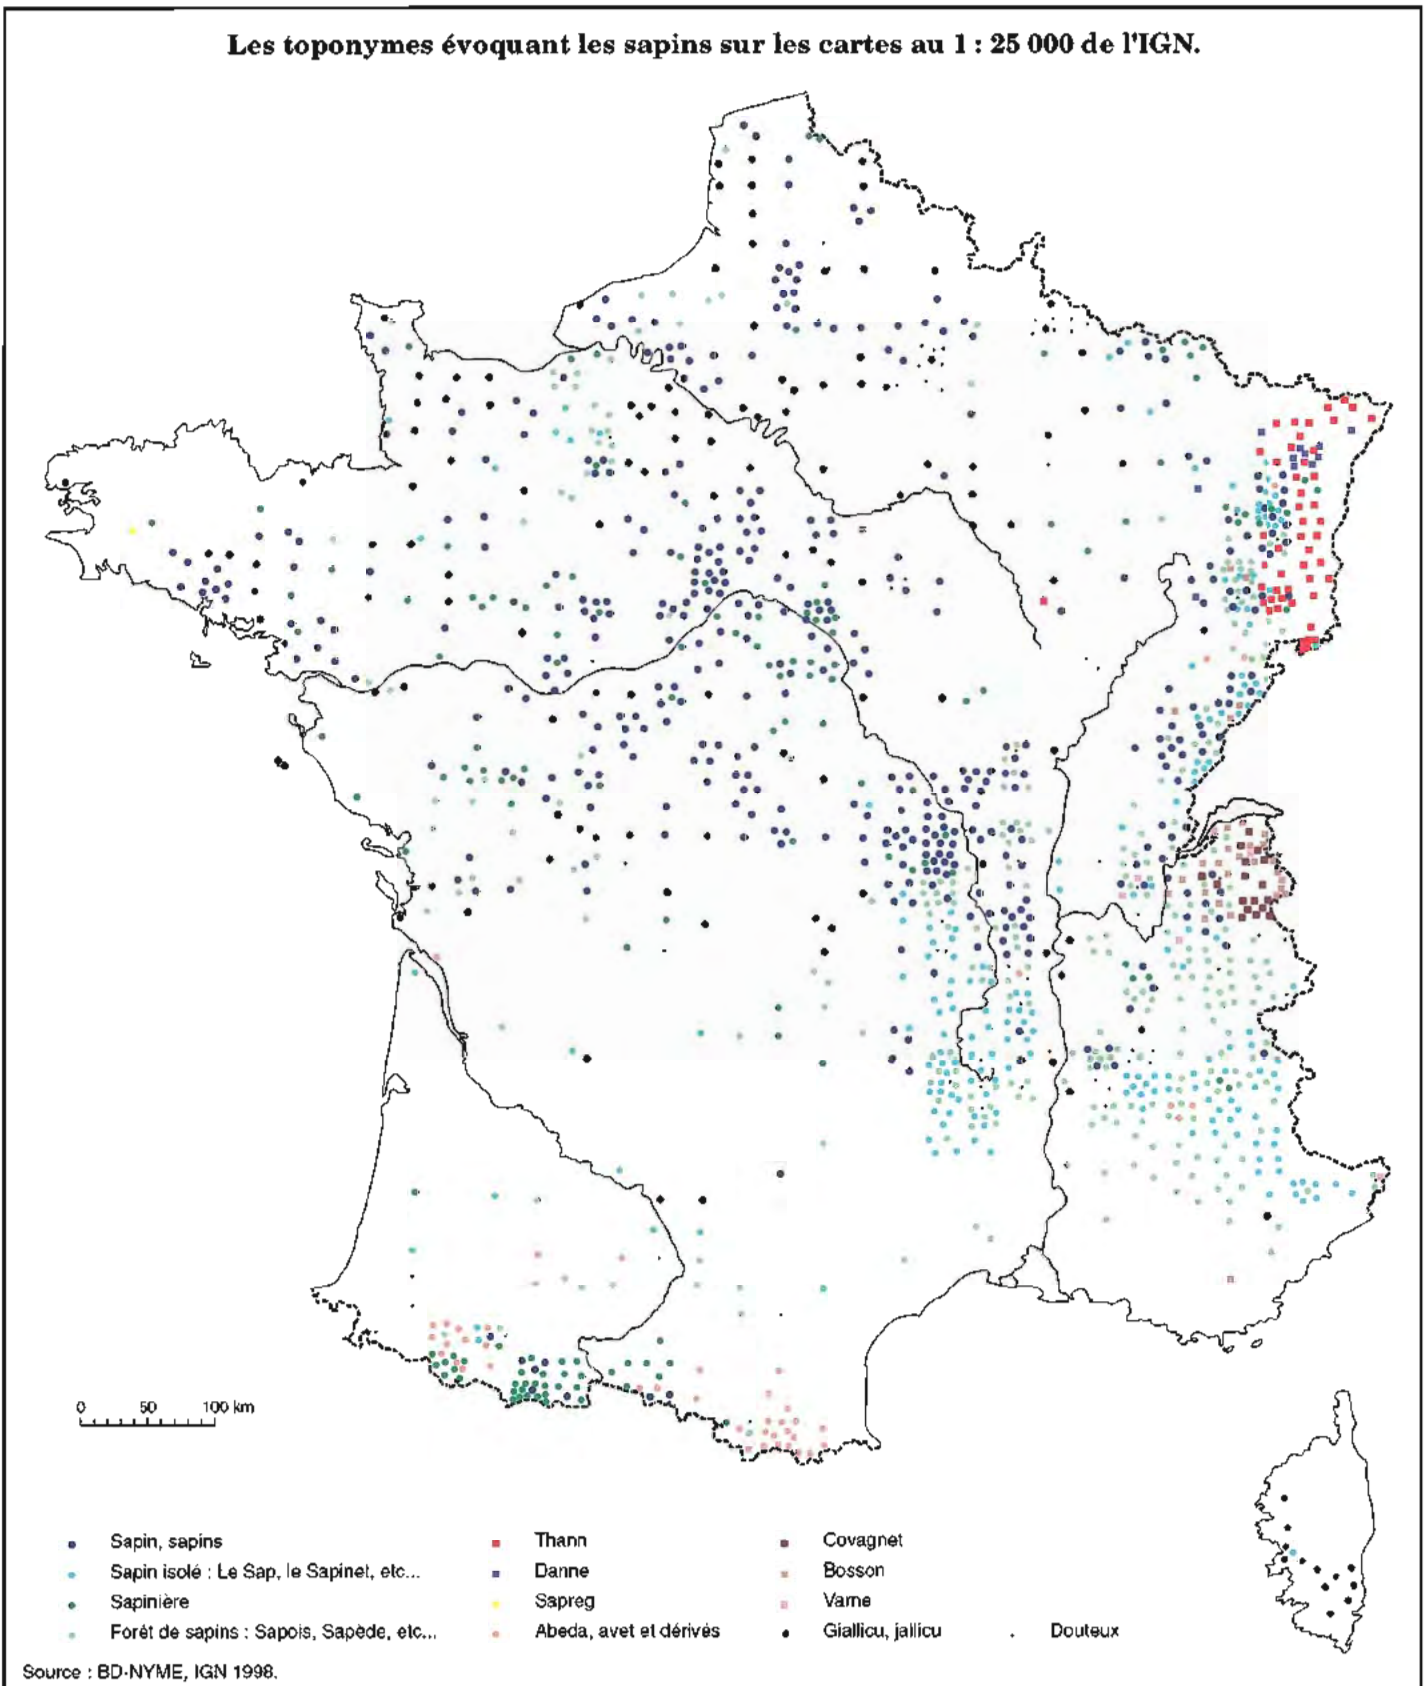 Les toponymes évoquant les sapins sur les cartes au 1 : 25 000 de l'IGN.
0 50 100 km
Sapin, sapins
Sapin isolé : Le Sap, le Sapinet, etc...
Sapinière
Forêt de sapins : Sapois, Sapède, etc...
Thann
Danne
Sapreg
Abeda, avet et dérivés
Covagnet
Bosson
Varne
Giallicu, jallicu
Douteux
Source : BD-NYME, IGN 1998.